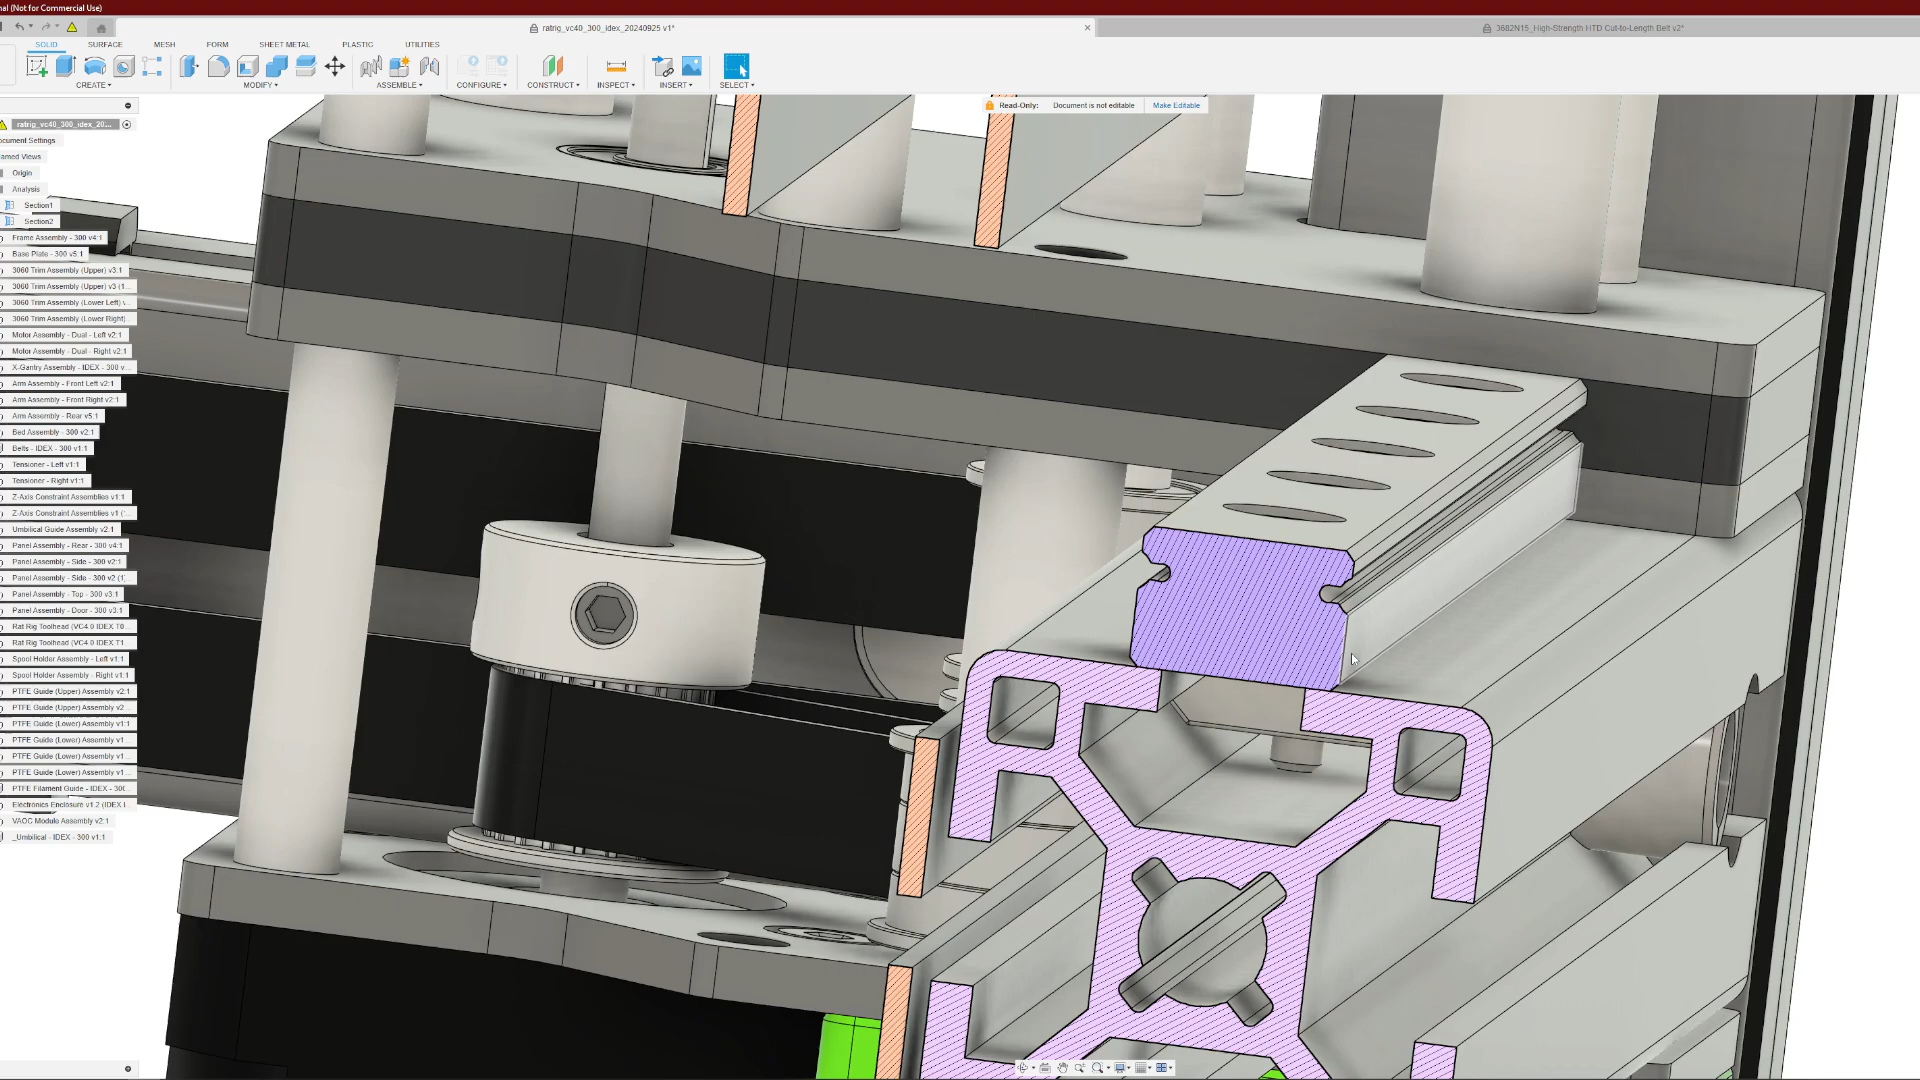 nal (Not for Commercial Use)
ratrig_vc40_300_idex_20240925 v1*
3682N15_High-Strength HTD Cut-to-Length Belt v2*
SOLID SURFACE MESH FORM SHEET METAL PLASTIC UTILITIES
CREATE MODIFY ASSEMBLE CONFIGURE CONSTRUCT INSPECT INSERT SELECT
Read-Only: Document is not editable Make Editable
ratrig_vc40_300_idex_20...
ocument Settings
amed Views
Origin
Analysis
Section1
Section2
Frame Assembly - 300 v4:1
Base Plate - 300 v5:1
3060 Trim Assembly (Upper) v3:1
3060 Trim Assembly (Upper) v3 (1...
3060 Trim Assembly (Lower Left) v...
3060 Trim Assembly (Lower Right)
Motor Assembly - Dual - Left v2:1
Motor Assembly - Dual - Right v2:1
X-Gantry Assembly - IDEX - 300 v...
Arm Assembly - Front Left v2:1
Arm Assembly - Front Right v2:1
Arm Assembly - Rear v5:1
Bed Assembly - 300 v2:1
Belts - IDEX - 300 v1:1
Tensioner - Left v1:1
Tensioner - Right v1:1
Z-Axis Constraint Assemblies v1:1
Z-Axis Constraint Assemblies v1 (
Umbilical Guide Assembly v2:1
Panel Assembly - Rear - 300 v4:1
Panel Assembly - Side - 300 v2:1
Panel Assembly - Side - 300 v2 (1)
Panel Assembly - Top - 300 v3:1
Panel Assembly - Door - 300 v3:1
Rat Rig Toolhead (VC4.0 IDEX T0
Rat Rig Toolhead (VC4.0 IDEX T1
Spool Holder Assembly - Left v1:1
Spool Holder Assembly - Right v1:1
PTFE Guide (Upper) Assembly v2:1
PTFE Guide (Upper) Assembly v2 ...
PTFE Guide (Lower) Assembly v1:1
PTFE Guide (Lower) Assembly v1...
PTFE Guide (Lower) Assembly v1...
PTFE Guide (Lower) Assembly v1...
PTFE Filament Guide - IDEX - 300
Electronics Enclosure v1.2 (IDEX
VAOC Module Assembly v2:1
_Umbilical - IDEX - 300 v1:1